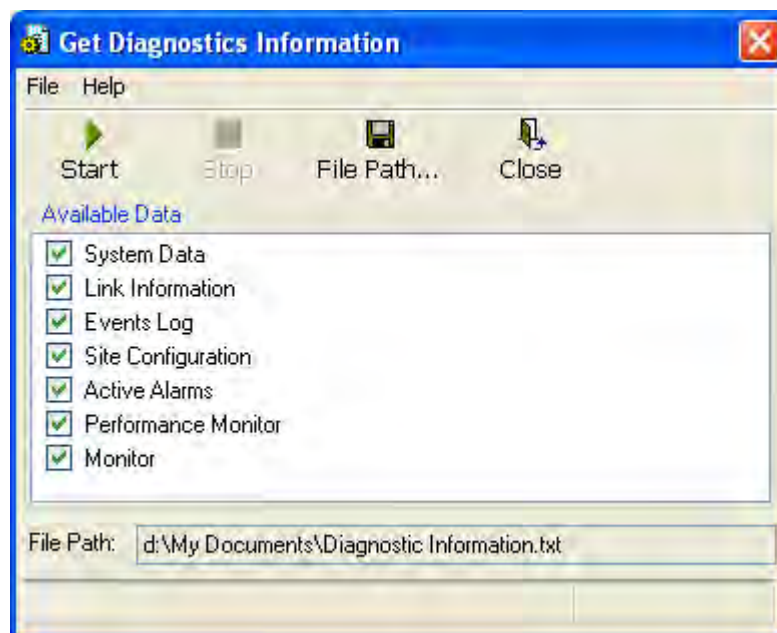 Get Diagnostics Information
File Help
Start Stop File Path... Close
Available Data
System Data
Link Information
Events Log
Site Configuration
Active Alarms
Performance Monitor
Monitor
File Path: d:\My Documents\Diagnostic Information.txt